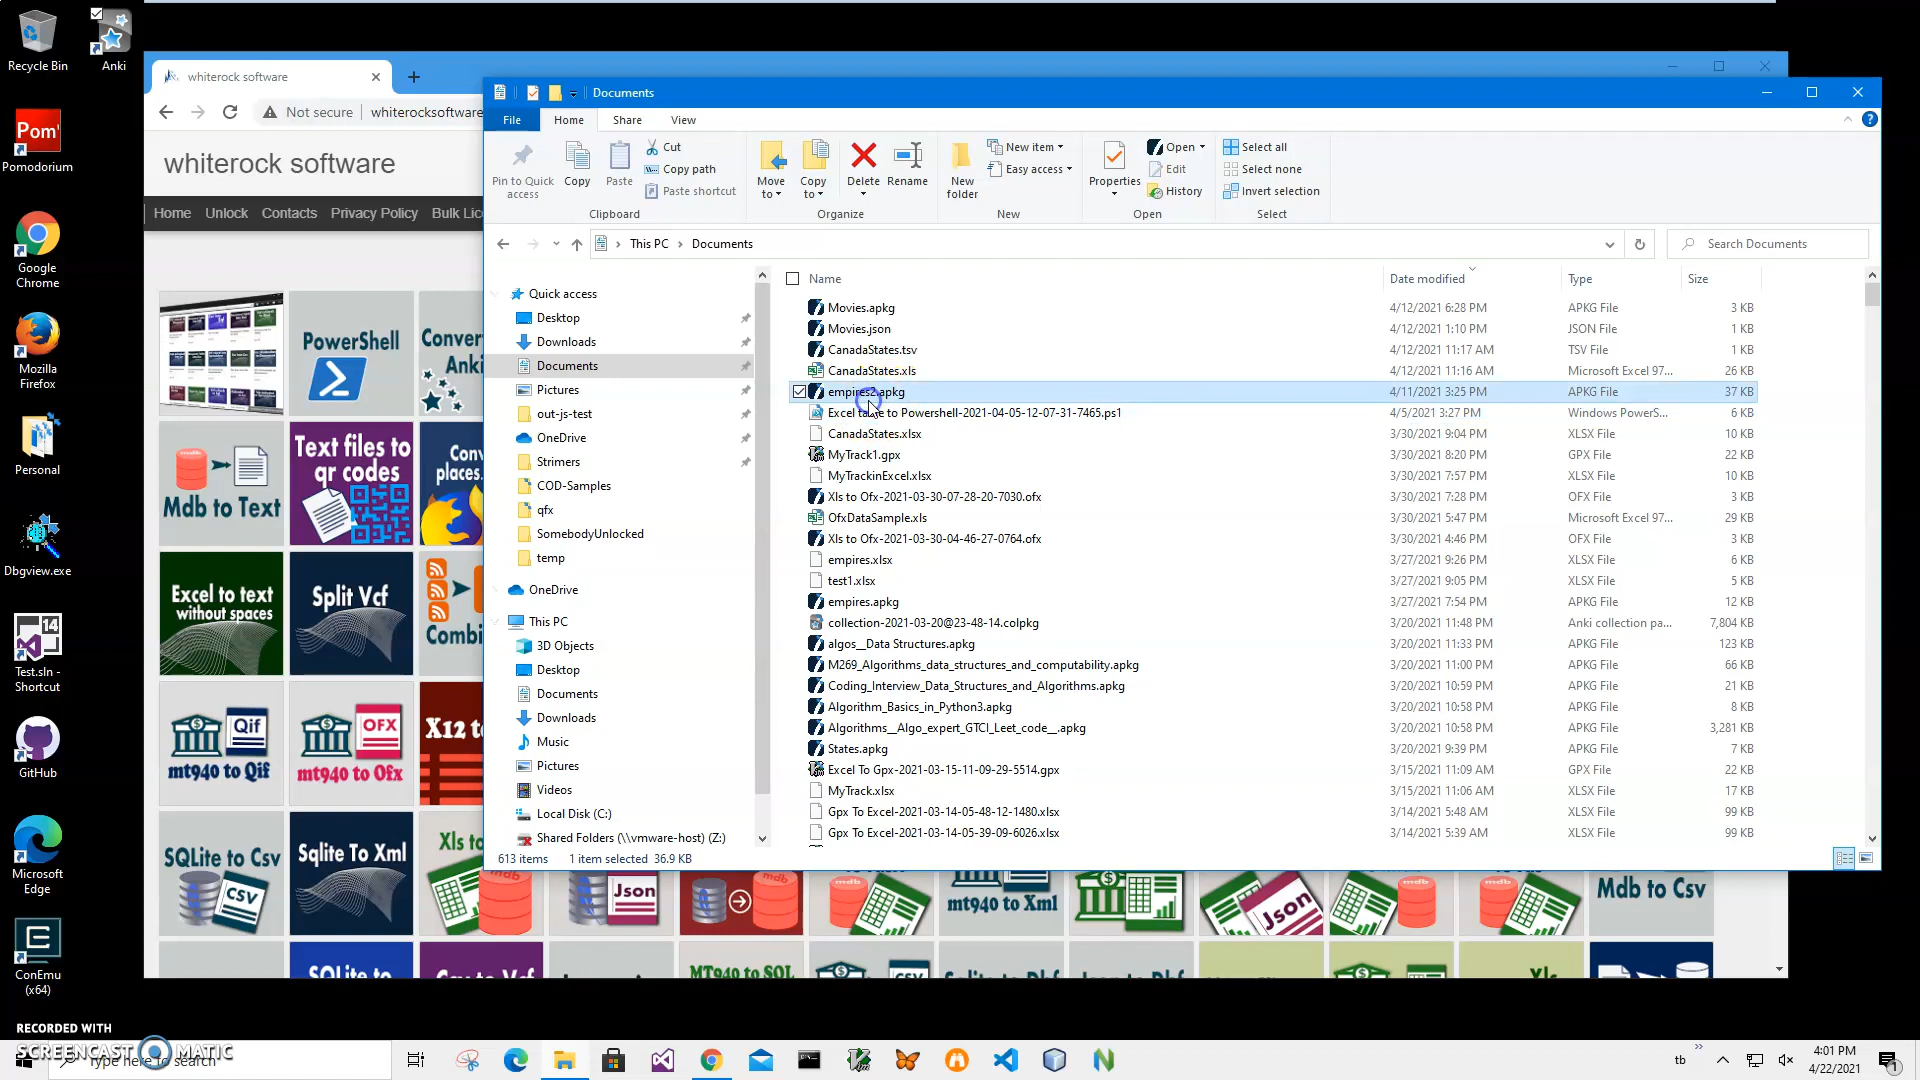 Recycle Bin
Anki
Pomodorium
Google
Chrome
Mozilla
Firefox
Personal
Dbgview.exe
Test.sln -
Shortcut
GitHub
Microsoft
Edge
ConEmu
(x64)
whiterock software
Not secure
whiterocksoftware
whiterock software
Home
Unlock
Contacts
Privacy Policy
Bulk Lic
PowerShell
Conver
Anki
Mdb to Text
Text files to
qr codes
Conv
places.
Excel to text
without spaces
Split Vcf
Combi
Qif
mt940 to Qif
OFX
mt940 to Ofx
X12 to
SQLite to Csv
CSV
Sqlite To Xml
Xls to
Json
mdb
mdb
mt940 to Xml
Json
mdb
mdb
Mdb to Csv
SQLite to
Csv to Vcf
MT940 to SQL
Sqlite to Dbf
Json to Dbf
Xls
Documents
File
Home
Share
View
Pin to Quick
access
Copy
Paste
Cut
Copy path
Paste shortcut
Clipboard
Move
to
Copy
to
Delete
Rename
Organize
New
folder
New item
Easy access
New
Properties
Open
Edit
History
Open
Select all
Select none
Invert selection
Select
This PC
Documents
Search Documents
Quick access
Desktop
Downloads
Documents
Pictures
out-js-test
OneDrive
Strimers
COD-Samples
qfx
SomebodyUnlocked
temp
OneDrive
This PC
3D Objects
Desktop
Documents
Downloads
Music
Pictures
Videos
Local Disk (C:)
Shared Folders (\\vmware-host) (Z:)
Name Date modified Type Size
Movies.apkg 4/12/2021 6:28 PM APKG File 3 KB
Movies.json 4/12/2021 1:10 PM JSON File 1 KB
CanadaStates.tsv 4/12/2021 11:17 AM TSV File 1 KB
CanadaStates.xls 4/12/2021 11:16 AM Microsoft Excel 97... 26 KB
empires2.apkg 4/11/2021 3:25 PM APKG File 37 KB
Excel table to Powershell-2021-04-05-12-07-31-7465.ps1 4/5/2021 3:27 PM Windows PowerS... 6 KB
CanadaStates.xlsx 3/30/2021 9:04 PM XLSX File 10 KB
MyTrack1.gpx 3/30/2021 8:20 PM GPX File 22 KB
MyTrackinExcel.xlsx 3/30/2021 7:57 PM XLSX File 10 KB
Xls to Ofx-2021-03-30-07-28-20-7030.ofx 3/30/2021 7:28 PM OFX File 3 KB
OfxDataSample.xls 3/30/2021 5:47 PM Microsoft Excel 97... 29 KB
Xls to Ofx-2021-03-30-04-46-27-0764.ofx 3/30/2021 4:46 PM OFX File 3 KB
empires.xlsx 3/27/2021 9:26 PM XLSX File 6 KB
test1.xlsx 3/27/2021 9:05 PM XLSX File 5 KB
empires.apkg 3/27/2021 7:54 PM APKG File 12 KB
collection-2021-03-20@23-48-14.colpkg 3/20/2021 11:48 PM Anki collection pa... 7,804 KB
algos__Data Structures.apkg 3/20/2021 11:33 PM APKG File 123 KB
M269_Algorithms_data_structures_and_computability.apkg 3/20/2021 11:00 PM APKG File 66 KB
Coding_Interview_Data_Structures_and_Algorithms.apkg 3/20/2021 10:59 PM APKG File 21 KB
Algorithm_Basics_in_Python3.apkg 3/20/2021 10:58 PM APKG File 8 KB
Algorithms__Algo_expert_GTCI_Leet_code__.apkg 3/20/2021 10:58 PM APKG File 3,281 KB
States.apkg 3/20/2021 9:39 PM APKG File 7 KB
Excel To Gpx-2021-03-15-11-09-29-5514.gpx 3/15/2021 11:09 AM GPX File 22 KB
MyTrack.xlsx 3/15/2021 11:06 AM XLSX File 17 KB
Gpx To Excel-2021-03-14-05-48-12-1480.xlsx 3/14/2021 5:48 AM XLSX File 99 KB
Gpx To Excel-2021-03-14-05-39-09-6026.xlsx 3/14/2021 5:39 AM XLSX File 99 KB
613 items 1 item selected 36.9 KB
RECORDED WITH
SCREENCAST MATIC
Type here to search
tb
4:01 PM
4/22/2021